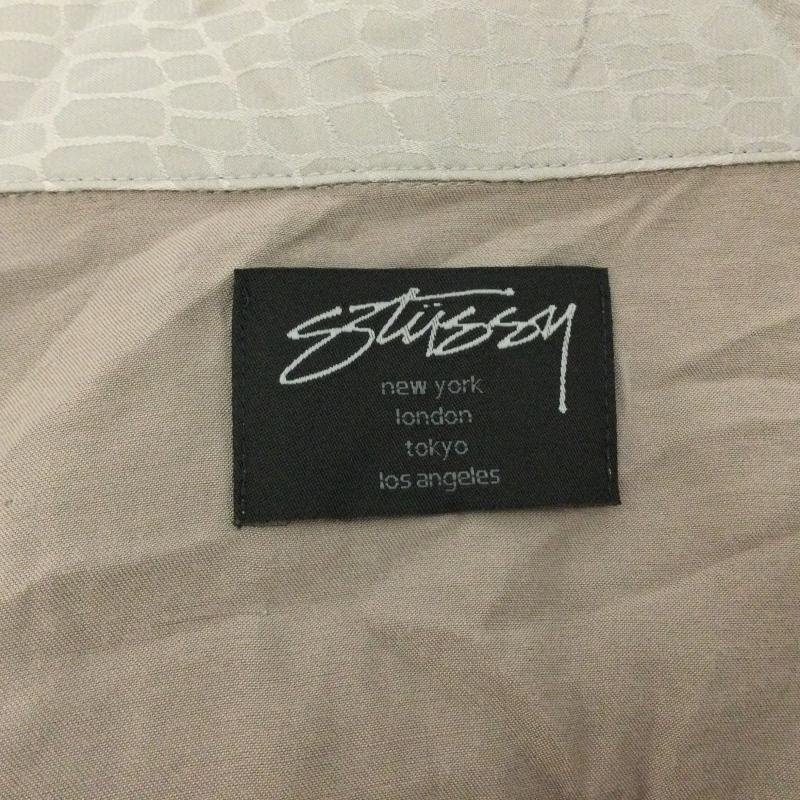 stüssy
new york
london
tokyo
los angeles